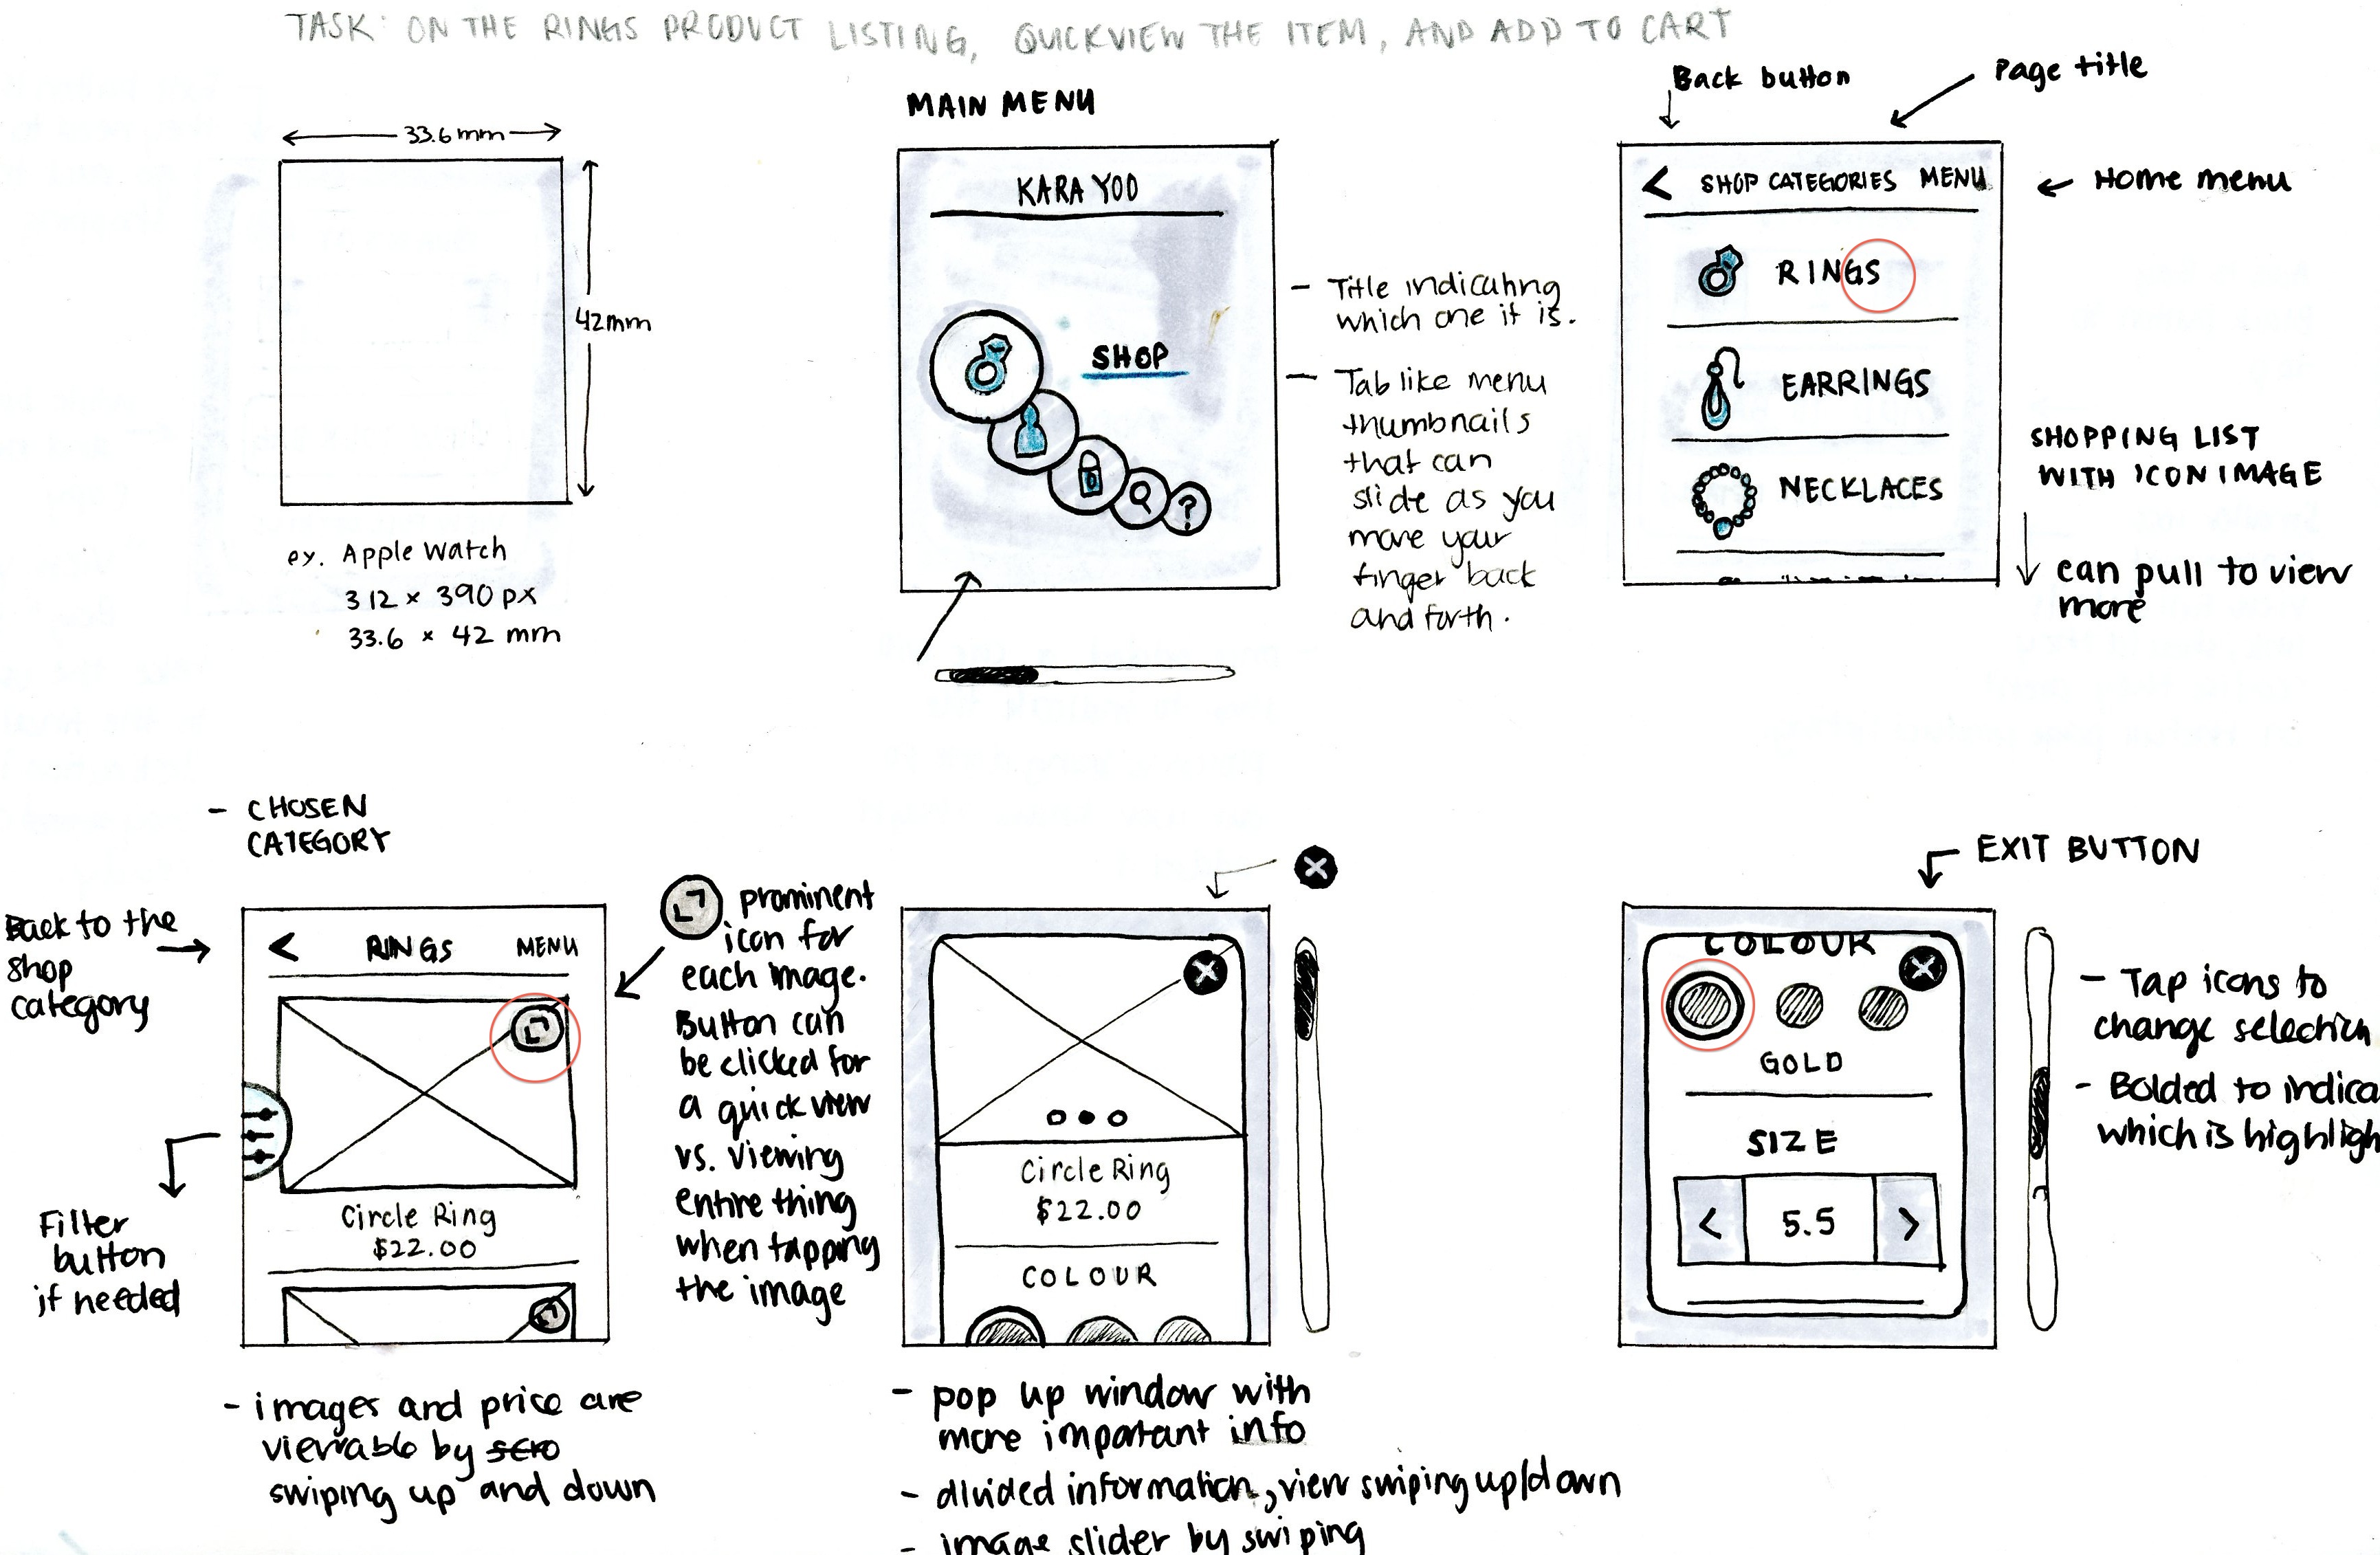 TASK: ON THE RINGS PRODUCT LISTING, QUICKVIEW THE ITEM, AND ADD TO CART
33.6 mm
42mm
ex. Apple Watch
312 × 390 px
33.6 × 42 mm
MAIN MENU
KARA YOO
SHOP
?
- Title indicating
which one it is.
- Tab like menu
thumbnails
that can
slide as you
move your
finger back
and forth.
Back button
Page title
< SHOP CATEGORIES MENU
Home menu
RINGS
EARRINGS
NECKLACES
SHOPPING LIST
WITH ICON IMAGE
can pull to view
more
- CHOSEN
CATEGORY
Back to the
shop
category
Filter
button
if needed
< RINGS MENU
Circle Ring
$22.00
prominent
icon for
each image.
Button can
be clicked for
a quick view
vs. viewing
entire thing
when tapping
the image
- images and price are
viewable by scro
swiping up and down
X
X
Circle Ring
$22.00
COLOUR
- pop up window with
more important info
- divided information, view swiping up/down
- image slider by swiping
EXIT BUTTON
COLOUR
X
GOLD
SIZE
< 5.5 >
- Tap icons to
change selection
- Bolded to indica
which is highligh